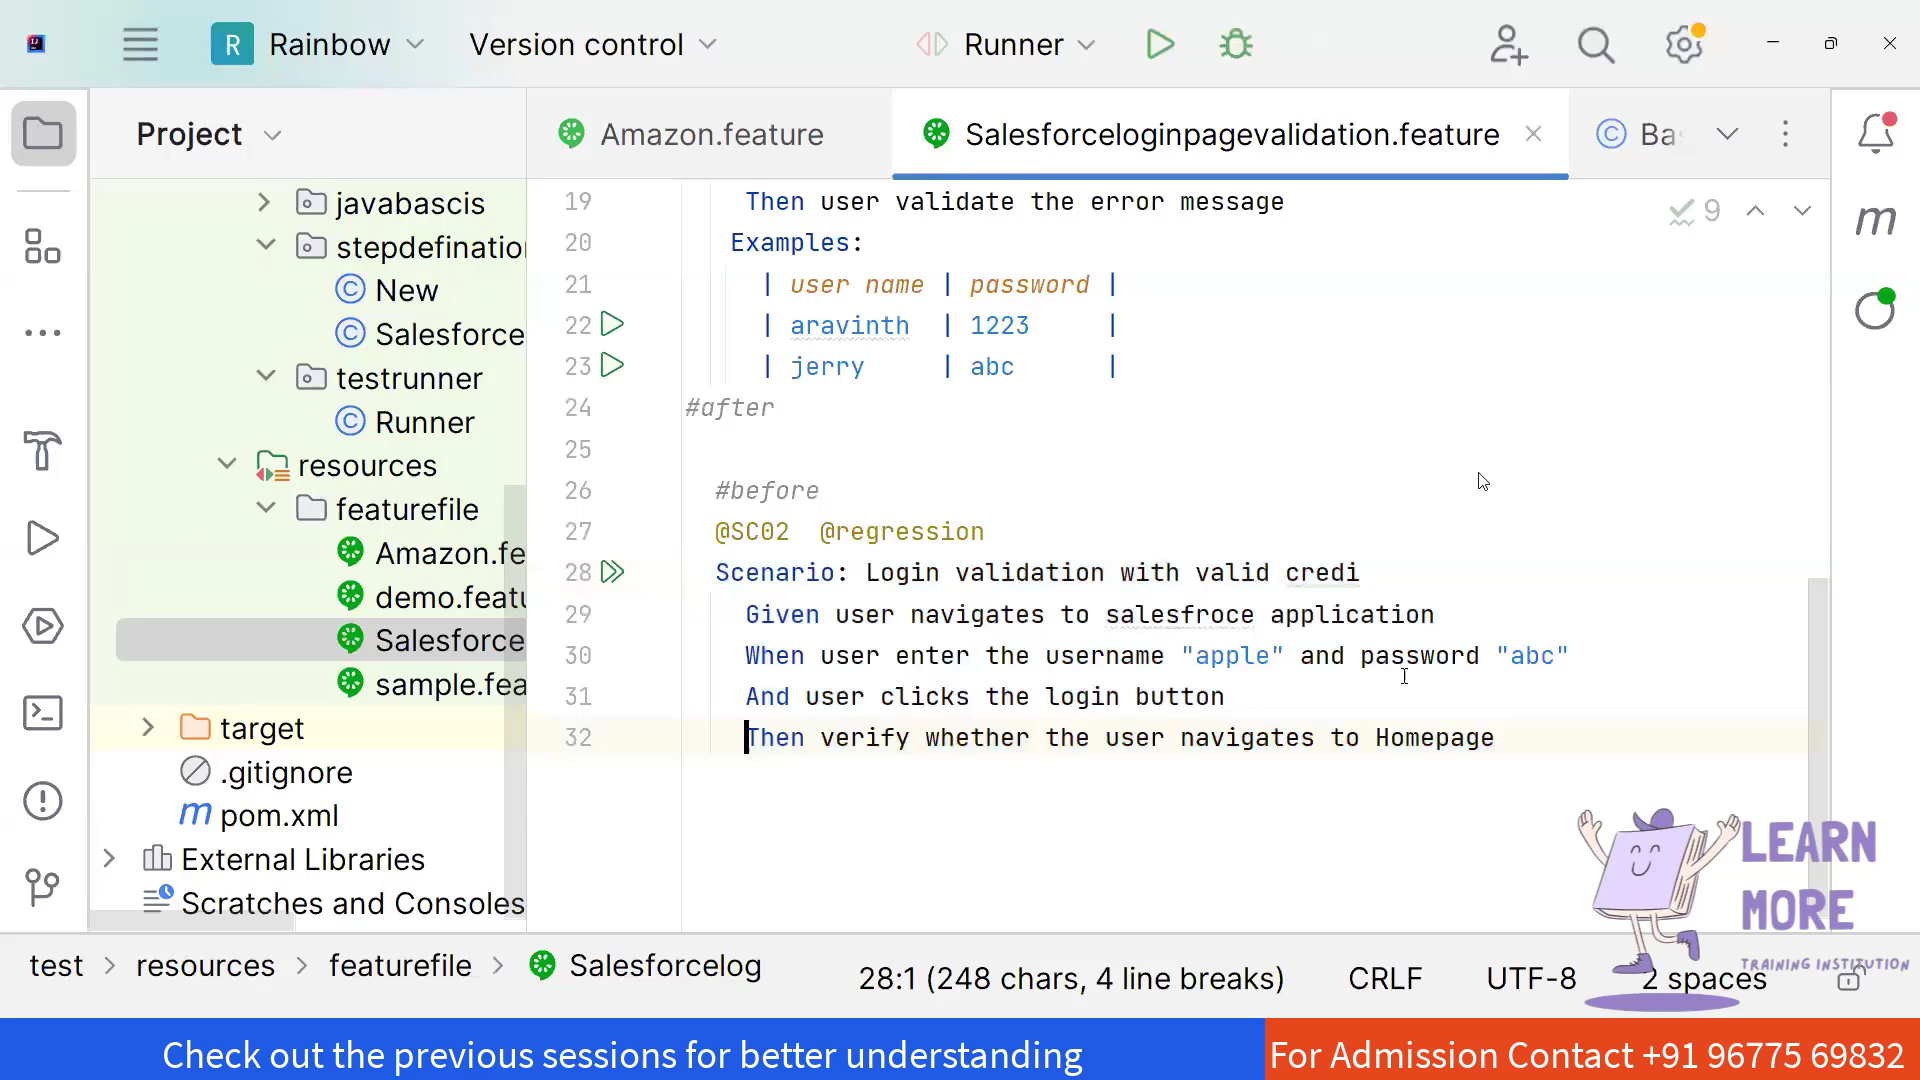 R Rainbow Version control Runner
Project
Amazon.feature
Salesforceloginpagevalidation.feature
Ba
javabascis
stepdefination
New
Salesforce
testrunner
Runner
resources
featurefile
Amazon.fe
demo.featu
Salesforce
sample.fea
target
.gitignore
m pom.xml
External Libraries
Scratches and Consoles
19 Then user validate the error message
20 Examples:
21 | user name | password |
22 | aravinth | 1223 |
23 | jerry | abc |
24 #after
25
26 #before
27 @SC02 @regression
28 Scenario: Login validation with valid credi
29 Given user navigates to salesfroce application
30 When user enter the username "apple" and password "abc"
31 And user clicks the login button
32 Then verify whether the user navigates to Homepage
9
m
LEARN
MORE
TRAINING INSTITUTION
test > resources > featurefile > Salesforcelog
28:1 (248 chars, 4 line breaks) CRLF UTF-8 2 spaces
Check out the previous sessions for better understanding
For Admission Contact +91 96775 69832